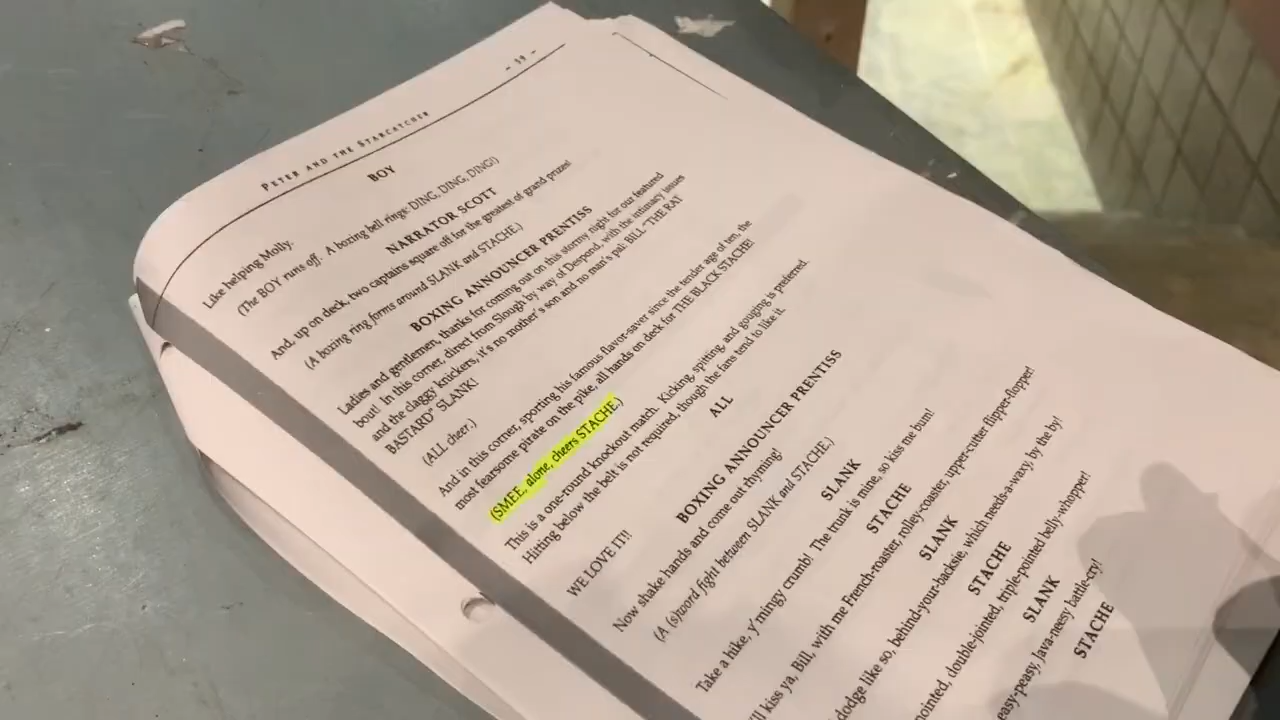 PETER AND THE STARCATCHER - 59 -
BOY
Like helping Molly.
(The BOY runs off. A boxing bell rings: DING, DING, DING!)
NARRATOR SCOTT
And, up on deck, two captains square off for the greatest of grand prizes!
(A boxing ring forms around SLANK and STACHE.)
BOXING ANNOUNCER PRENTISS
Ladies and gentlemen, thanks for coming out on this stormy night for our featured
bout! In this corner, direct from Slough by way of Despond, with the intimacy issues
and the claggy knickers, it's no mother's son and no man's pal: BILL "THE RAT
BASTARD" SLANK!
(ALL cheer.)
And in this corner, sporting his famous flavor-saver since the tender age of ten, the
most fearsome pirate on the pike, all hands on deck for THE BLACK STACHE!
(SMEE, alone, cheers STACHE.)
This is a one-round knockout match. Kicking, spitting, and gouging is preferred.
Hitting below the belt is not required, though the fans tend to like it.
ALL
WE LOVE IT!!
BOXING ANNOUNCER PRENTISS
Now shake hands and come out rhyming!
(A (s)word fight between SLANK and STACHE.)
SLANK
Take a hike, y'mingy crumb! The trunk is mine, so kiss me bum!
STACHE
kiss ya, Bill, with me French-roaster, rolley-coaster, upper-cutter flipper-flopper!
SLANK
dodge like so, behind-your-backsie, which needs-a-waxy, by the by!
STACHE
double-jointed, triple-pointed belly-whopper!
SLANK
easy-peasy, Java-neesy battle-cry!
STACHE